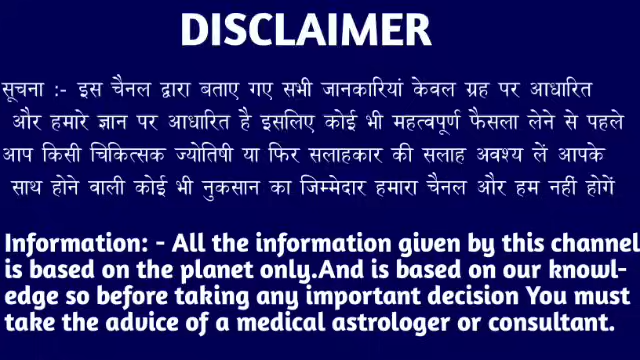 DISCLAIMER
सूचना :- इस चैनल द्वारा बताए गए सभी जानकारियां केवल ग्रह पर आधारित
और हमारे ज्ञान पर आधारित है इसलिए कोई भी महत्वपूर्ण फैसला लेने से पहले
आप किसी चिकित्सक ज्योतिषी या फिर सलाहकार की सलाह अवश्य लें आपके
साथ होने वाली कोई भी नुकसान का जिम्मेदार हमारा चैनल और हम नहीं होगें
Information: - All the information given by this channel
is based on the planet only.And is based on our knowl-
edge so before taking any important decision You must
take the advice of a medical astrologer or consultant.